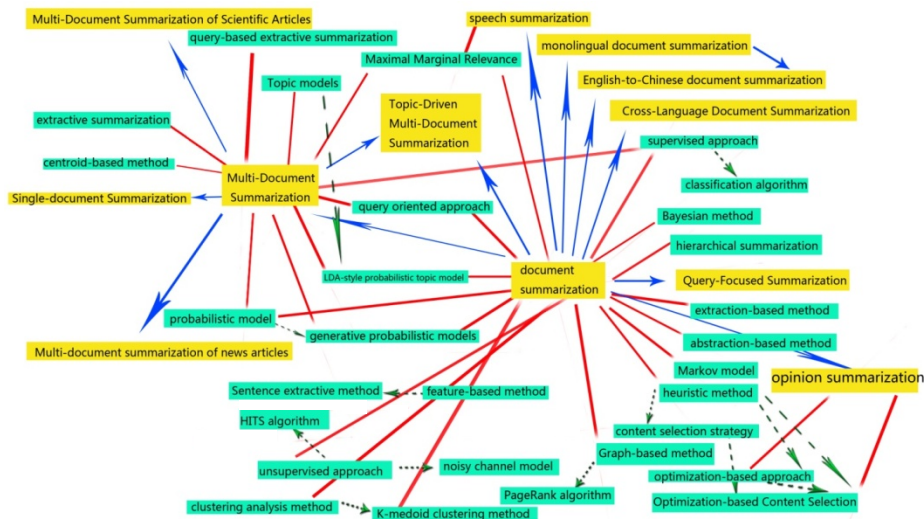 Multi-Document Summarization of Scientific Articles
speech summarization
query-based extractive summarization
monolingual document summarization
Maximal Marginal Relevance
Topic models
English-to-Chinese document summarization
Topic-Driven
Multi-Document
Summarization
Cross-Language Document Summarization
extractive summarization
supervised approach
centroid-based method
classification algorithm
Multi-Document
Summarization
Single-document Summarization
query oriented approach
Bayesian method
hierarchical summarization
LDA-style probabilistic topic model
document
summarization
Query-Focused Summarization
extraction-based method
probabilistic model
generative probabilistic models
abstraction-based method
Multi-document summarization of news articles
Markov model
opinion summarization
Sentence extractive method
feature-based method
heuristic method
HITS algorithm
content selection strategy
Graph-based method
unsupervised approach
noisy channel model
optimization-based approach
PageRank algorithm
Optimization-based Content Selection
clustering analysis method
K-medoid clustering method